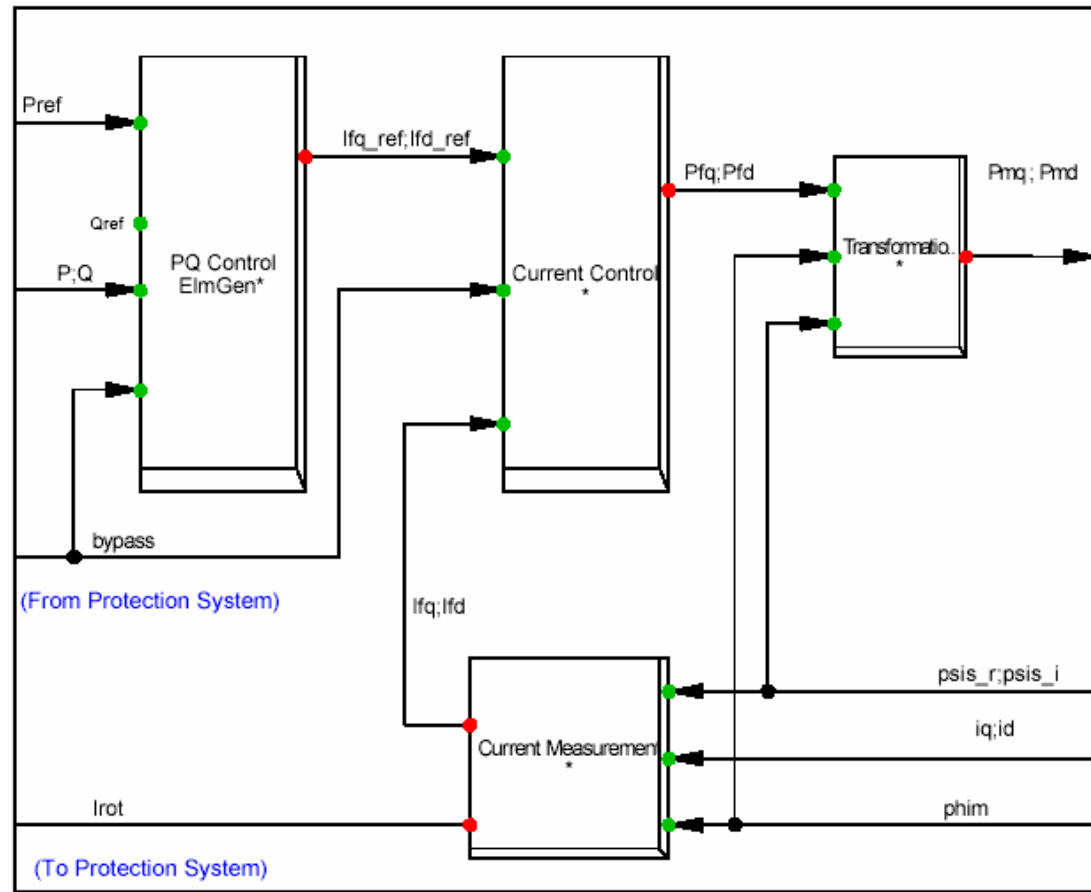 Pref
Ifq_ref;Ifd_ref
Pfq;Pfd
Pmq ; Pmd
Qref
PQ Control
ElmGen*
P;Q
Current Control
*
Transformatio..
*
bypass
(From Protection System)
Ifq;Ifd
psis_r;psis_i
iq;id
Current Measurement
*
Irot
phim
(To Protection System)